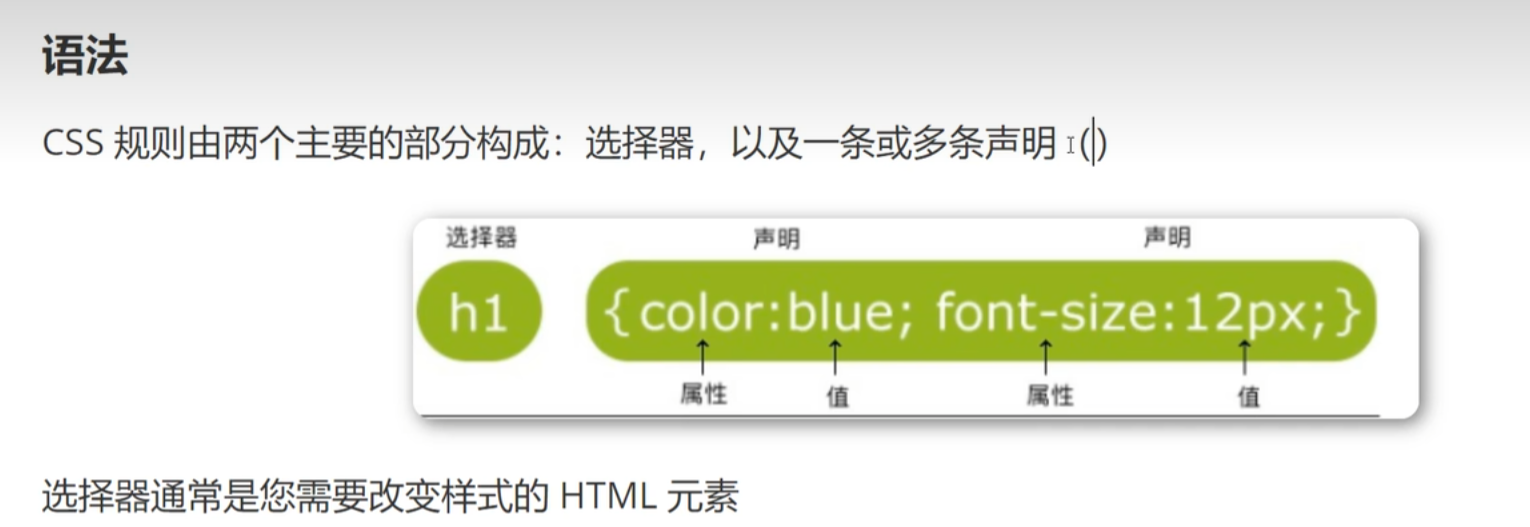 语法
CSS 规则由两个主要的部分构成：选择器，以及一条或多条声明 ()
选择器 声明 声明
h1 {color:blue; font-size:12px;}
属性 值 属性 值
选择器通常是您需要改变样式的 HTML 元素